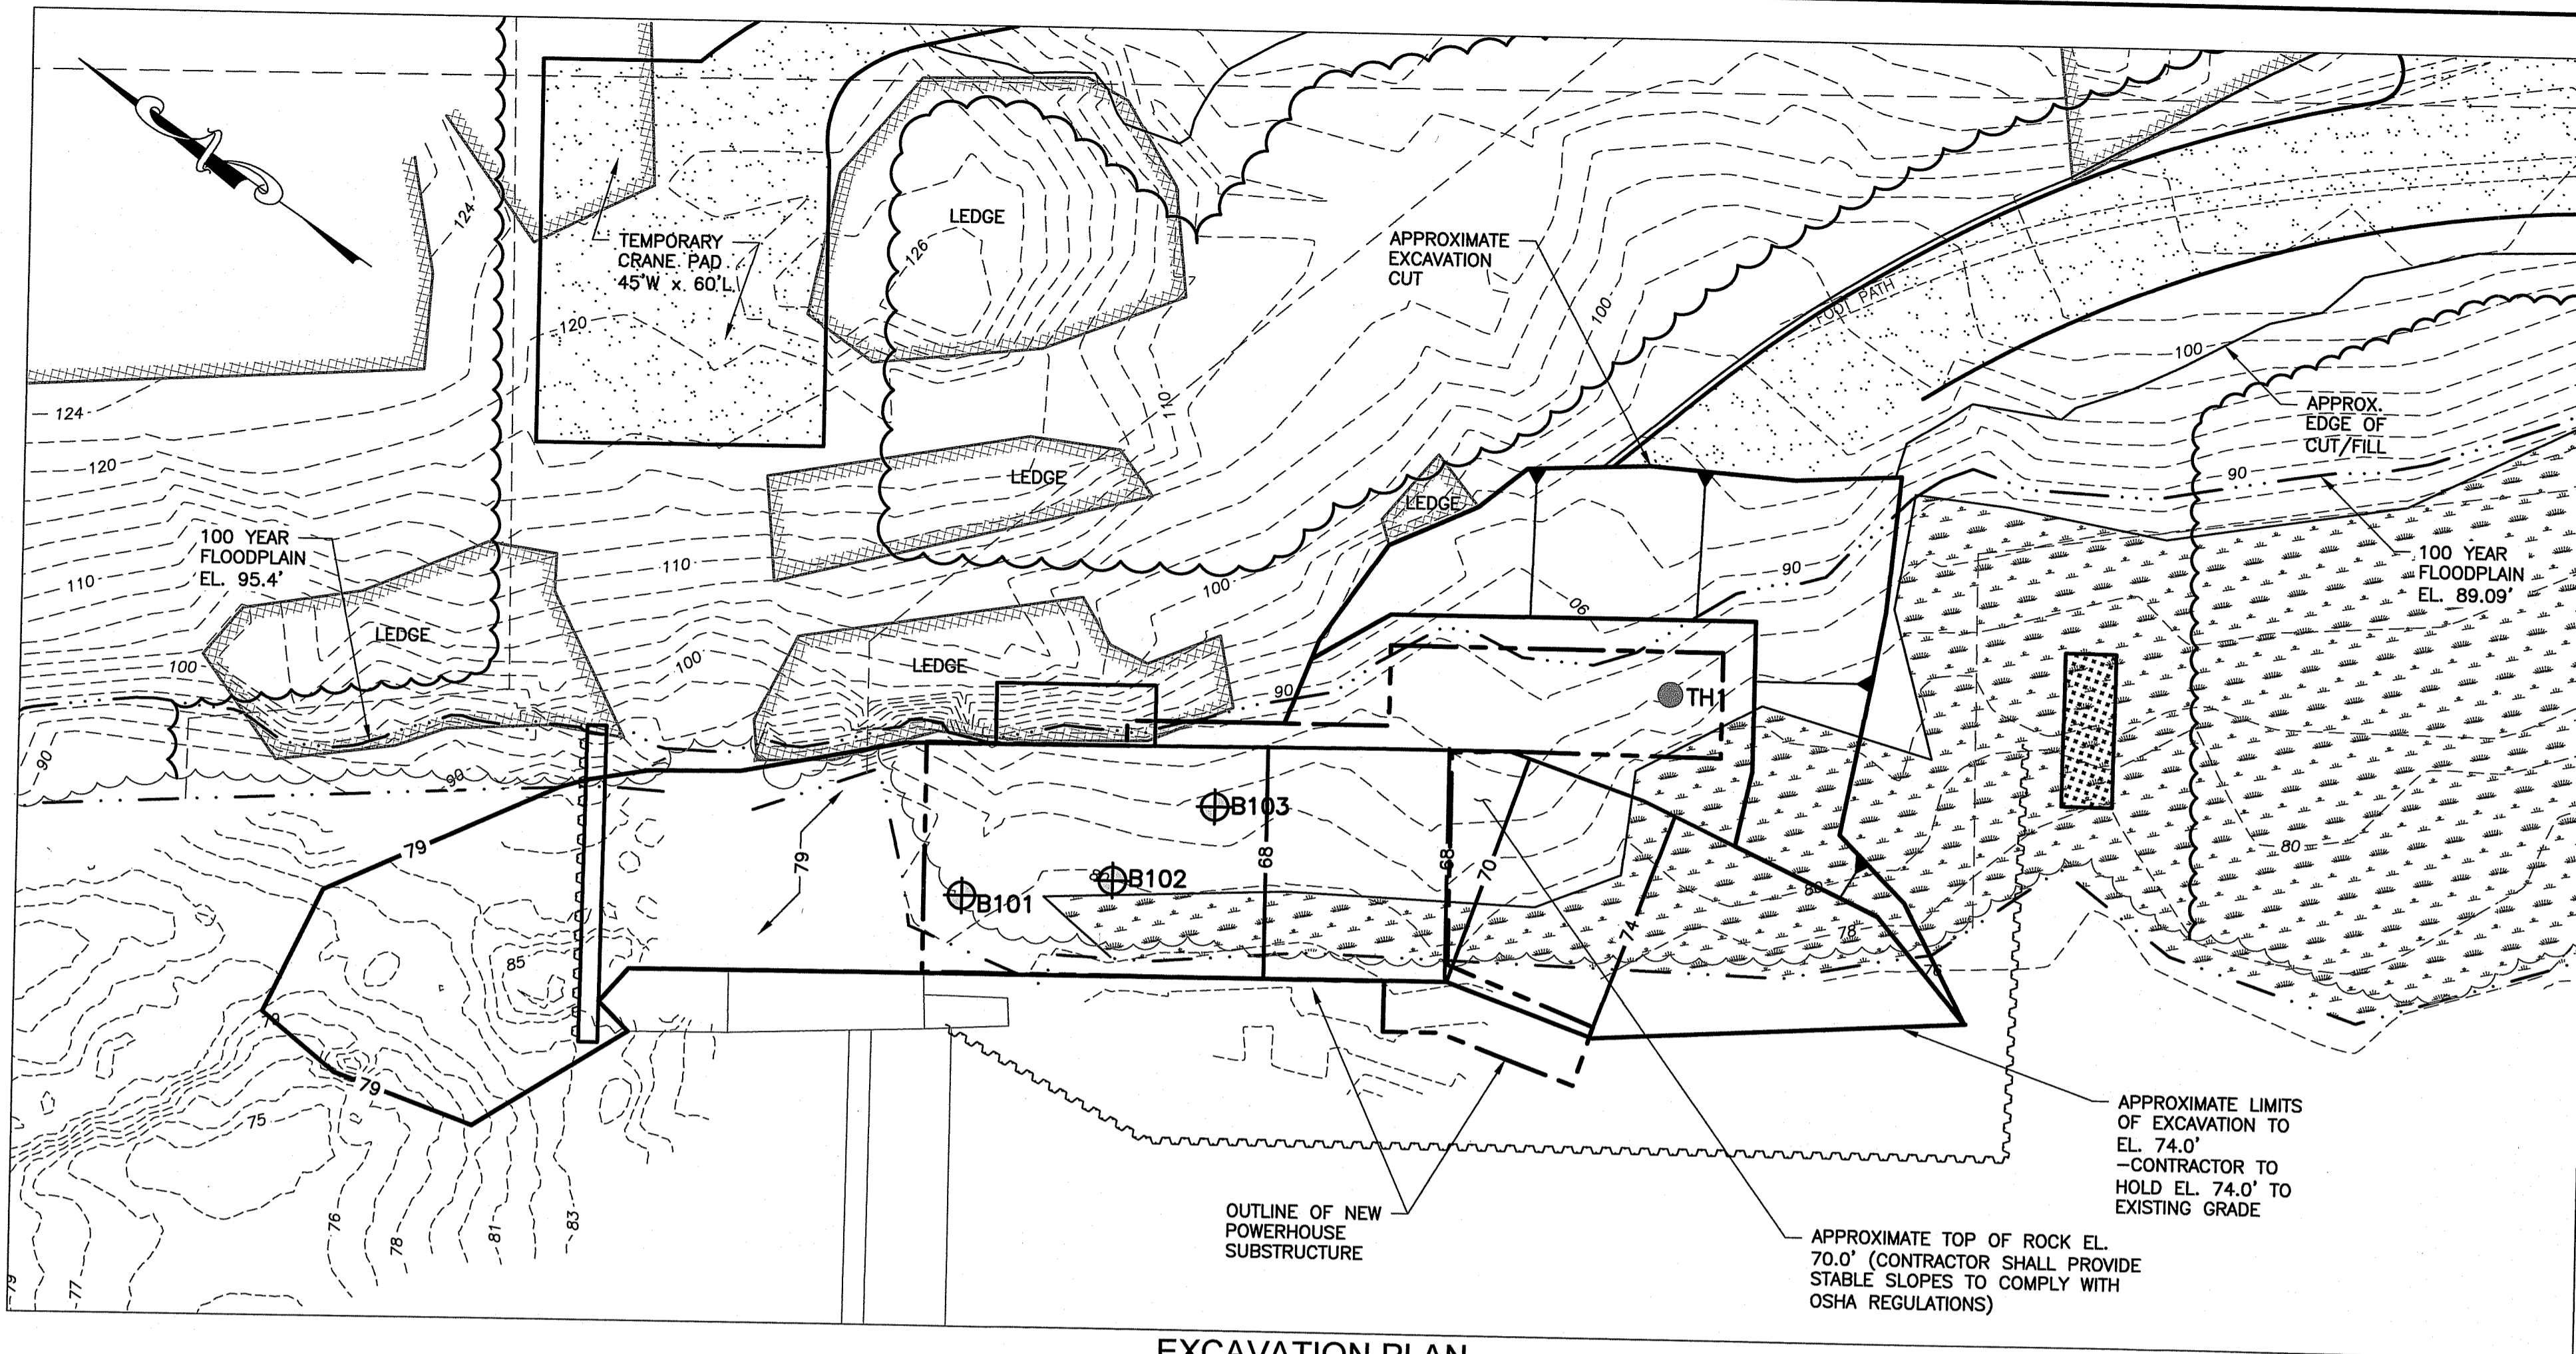 124
TEMPORARY
CRANE PAD
45'W x 60'L
120
LEDGE
126
APPROXIMATE
EXCAVATION
CUT
100
FOOT PATH
100
APPROX.
EDGE OF
CUT/FILL
90
100 YEAR
FLOODPLAIN
EL. 89.09'
124
120
110
110
LEDGE
LEDGE
110
100 YEAR
FLOODPLAIN
EL. 95.4'
LEDGE
100
100
100
LEDGE
90
90
90
TH1
90
90
79
79
B103
B102
B101
68
68
70
74
80
78
76
80
85
79
79
75
76
78
81
83
79
77
OUTLINE OF NEW
POWERHOUSE
SUBSTRUCTURE
APPROXIMATE LIMITS
OF EXCAVATION TO
EL. 74.0'
-CONTRACTOR TO
HOLD EL. 74.0' TO
EXISTING GRADE
APPROXIMATE TOP OF ROCK EL.
70.0' (CONTRACTOR SHALL PROVIDE
STABLE SLOPES TO COMPLY WITH
OSHA REGULATIONS)
EXCAVATION PLAN